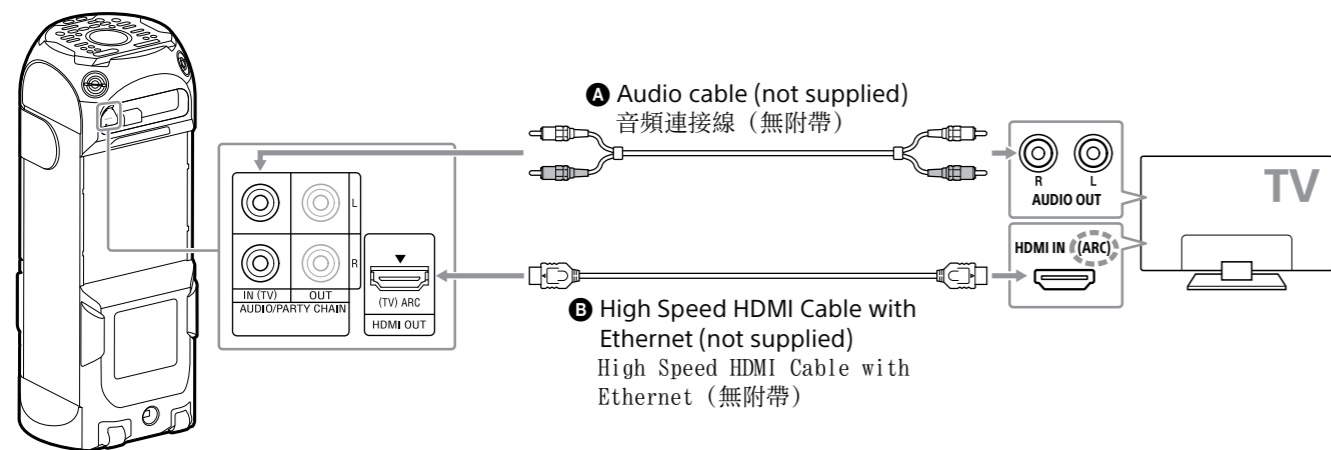 Ⓐ Audio cable (not supplied)
音頻連接線（無附帶）
L
R
IN (TV)
OUT
AUDIO/PARTY CHAIN
(TV) ARC
HDMI OUT
R
L
AUDIO OUT
HDMI IN (ARC)
TV
Ⓑ High Speed HDMI Cable with
Ethernet (not supplied)
High Speed HDMI Cable with
Ethernet（無附帶）